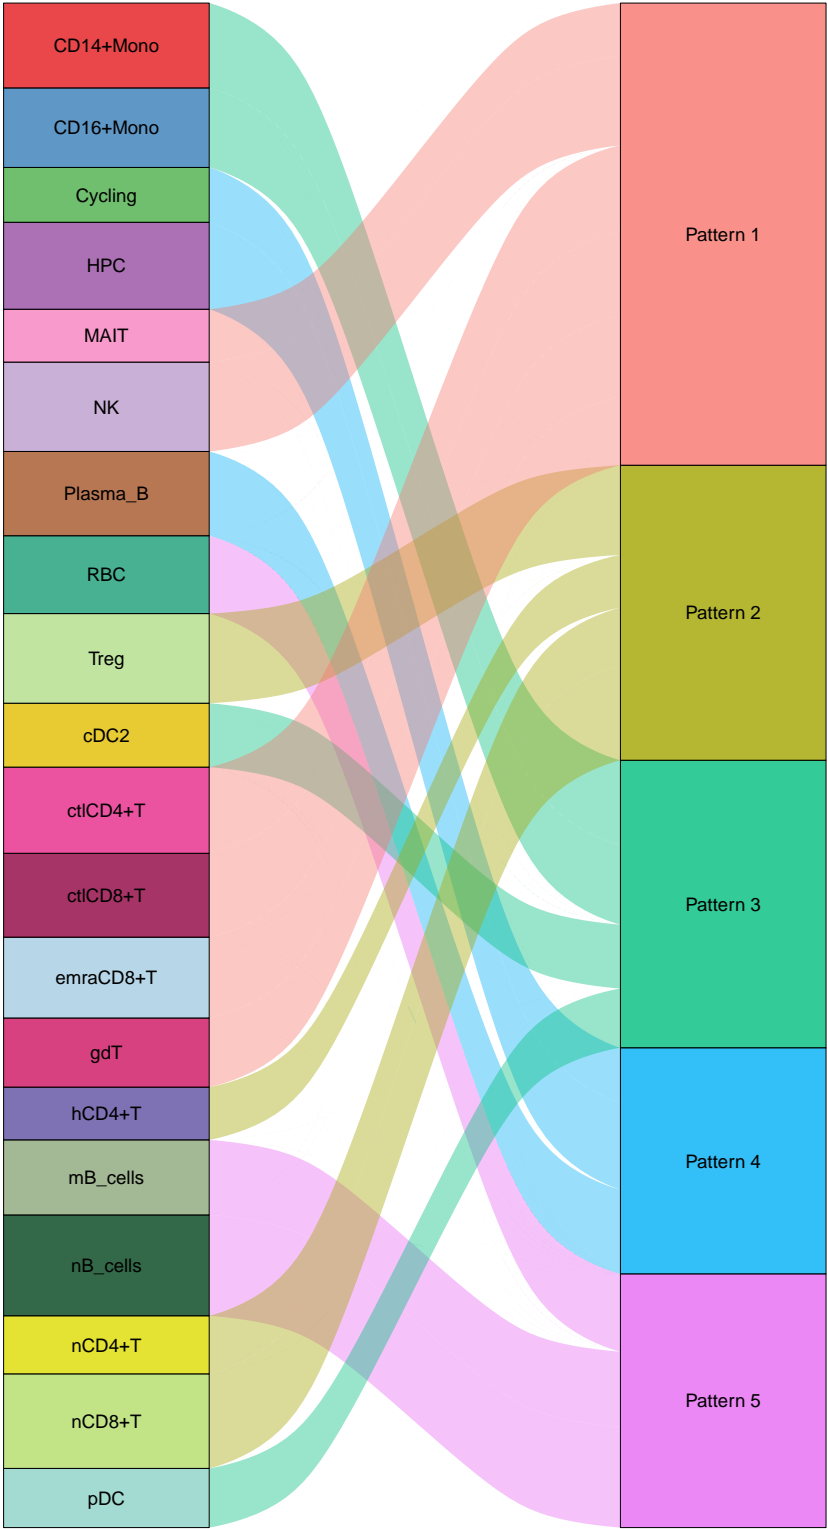 CD14+Mono
CD16+Mono
Cycling
HPC
MAIT
NK
Plasma_B
RBC
Treg
cDC2
ctlCD4+T
ctlCD8+T
emraCD8+T
gdT
hCD4+T
mB_cells
nB_cells
nCD4+T
nCD8+T
pDC
Pattern 1
Pattern 2
Pattern 3
Pattern 4
Pattern 5